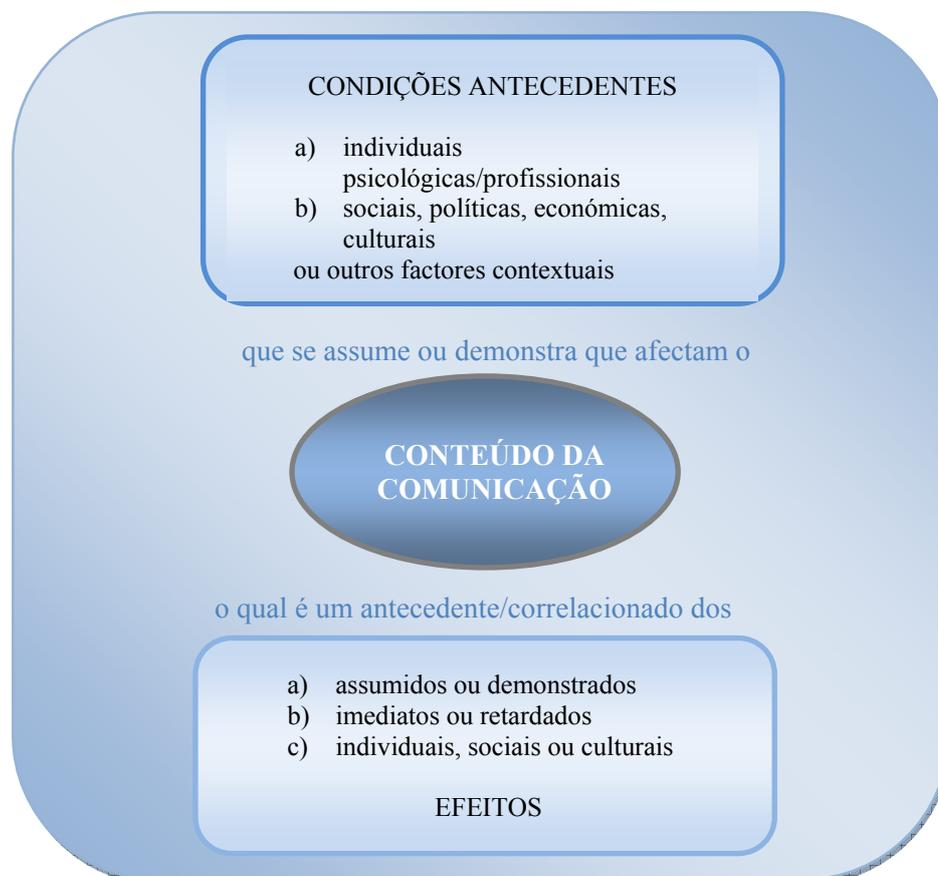 CONDIÇÕES ANTECEDENTES
a) individuais
psicológicas/profissionais
b) sociais, políticas, económicas,
culturais
ou outros factores contextuais
que se assume ou demonstra que afectam o
CONTEÚDO DA
COMUNICAÇÃO
o qual é um antecedente/correlacionado dos
a) assumidos ou demonstrados
b) imediatos ou retardados
c) individuais, sociais ou culturais
EFEITOS